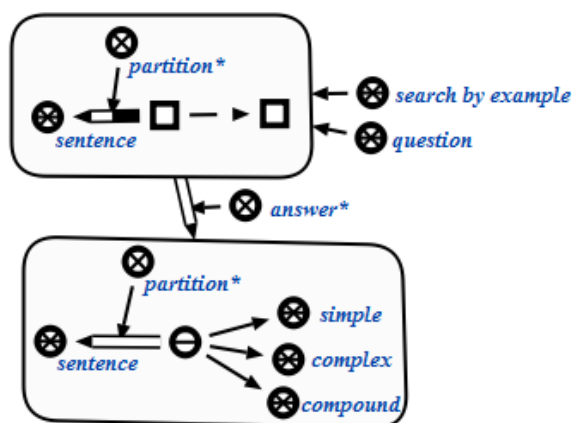 partition*
search by example
sentence
question
answer*
partition*
simple
sentence
complex
compound